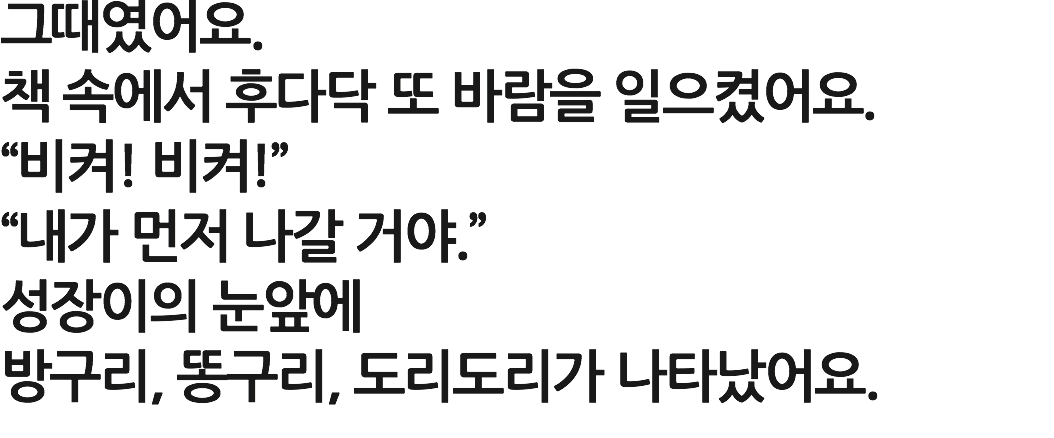 그때였어요.
책 속에서 후다닥 또 바람을 일으켰어요.
“비켜! 비켜!”
“내가 먼저 나갈 거야.”
성장이의 눈앞에
방구리, 똥구리, 도리도리가 나타났어요.